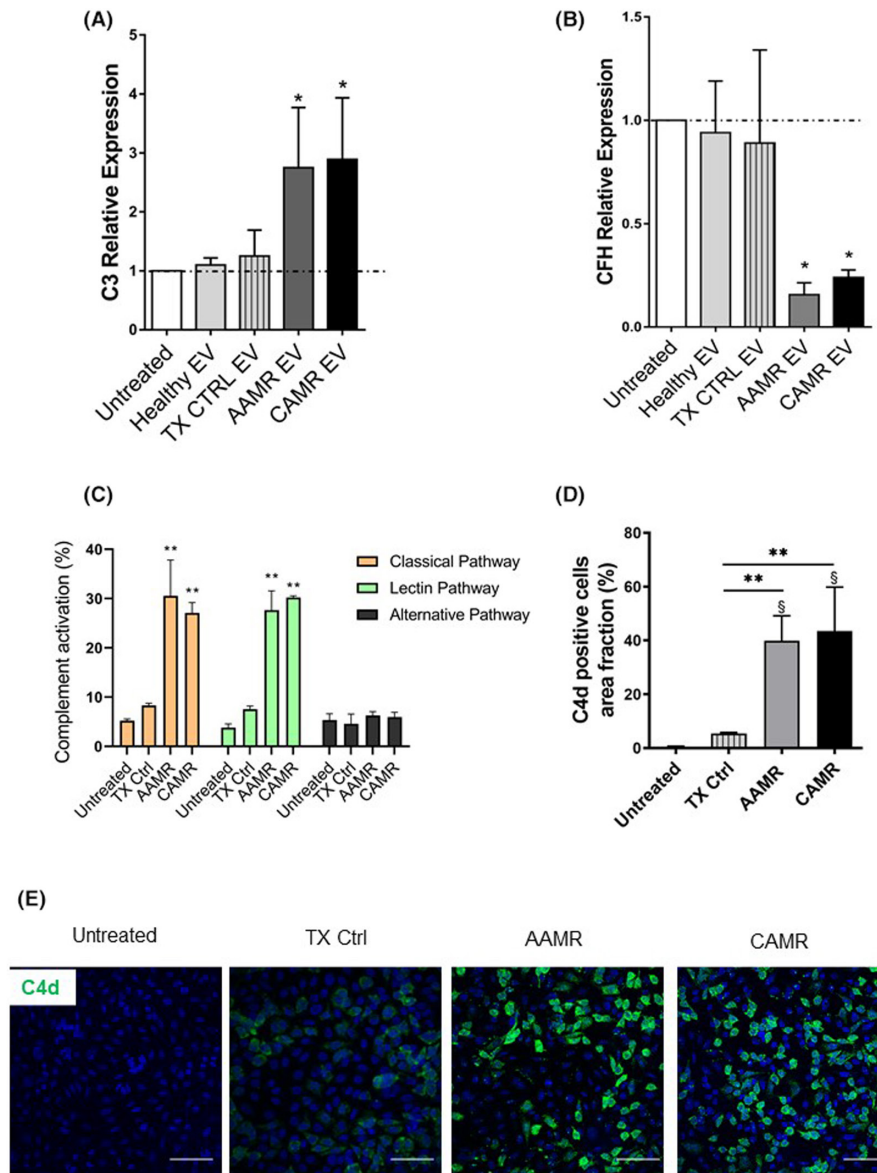 (A)
C3 Relative Expression
5
4
3
2
1
0
*
*
Untreated
Healthy EV
TX CTRL EV
AAMR EV
CAMR EV
(B)
CFH Relative Expression
1.5
1.0
0.5
0.0
*
*
Untreated
Healthy EV
TX CTRL EV
AAMR EV
CAMR EV
(C)
Complement activation (%)
40
30
20
10
0
**
**
**
**
Untreated
TX Ctrl
AAMR
CAMR
Untreated
TX Ctrl
AAMR
CAMR
Untreated
TX Ctrl
AAMR
CAMR
Classical Pathway
Lectin Pathway
Alternative Pathway
(D)
C4d positive cells
area fraction (%)
80
60
40
20
0
**
**
§
§
Untreated
TX Ctrl
AAMR
CAMR
(E)
Untreated
TX Ctrl
AAMR
CAMR
C4d